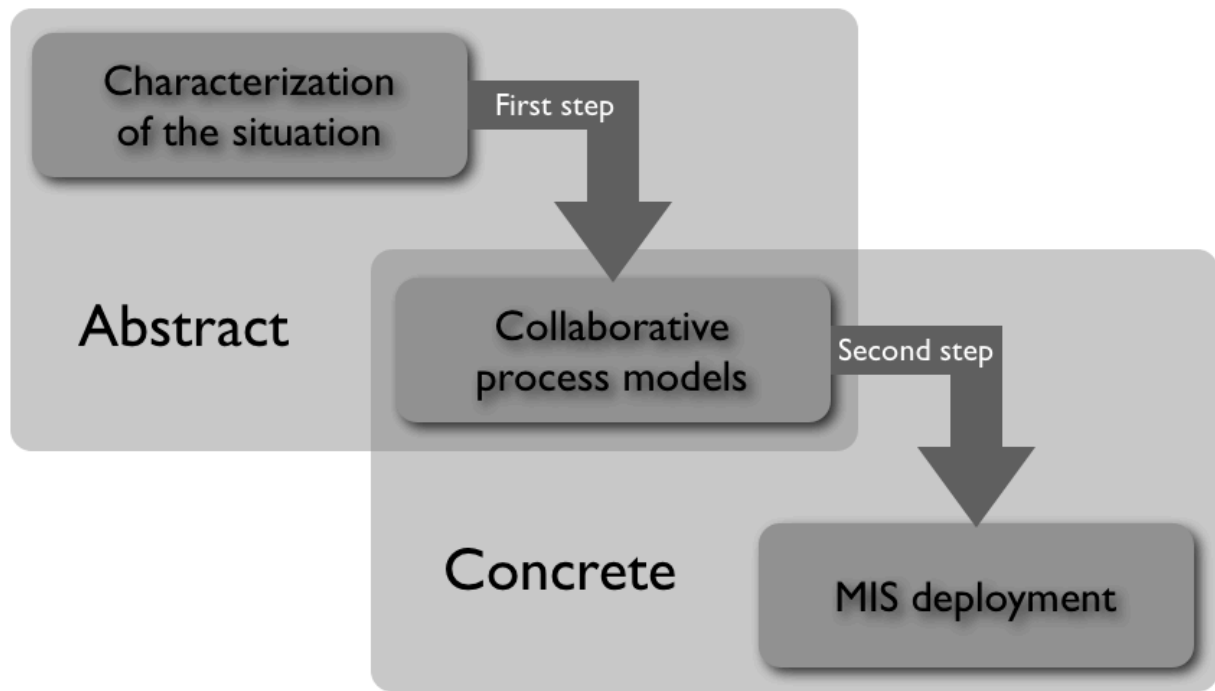 Characterization
of the situation
First step
Abstract
Collaborative
process models
Second step
Concrete
MIS deployment